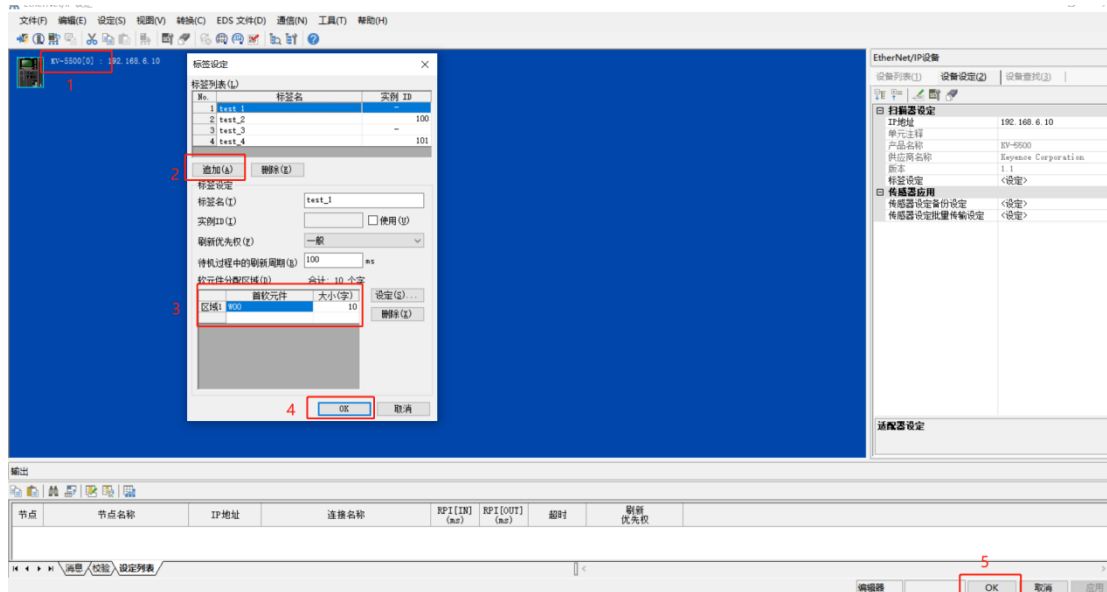 文件(F) 编辑(E) 设定(S) 视图(V) 转换(C) EDS 文件(D) 通信(N) 工具(T) 帮助(H)
KV-5500[0] : 192.168.6.10
1
标签设定
标签列表(L)
No. 标签名 实例 ID
1 test_1 -
2 test_2 100
3 test_3 -
4 test_4 101
2
追加(A) 删除(E)
标签设定
标签名(T) test_1
实例ID(I) 使用(U)
刷新优先权(P) 一般
待机过程中的刷新周期(R) 100 ms
软元件分配区域(D) 合计: 10 个字
首软元件 大小(字) 设定(S)...
3
区域1 W00 10
删除(X)
4
OK 取消
EtherNet/IP设备
设备列表(1) 设备设定(2) 设备查找(3)
扫描器设定
IP地址 192.168.6.10
单元注释
产品名称 KV-5500
供应商名称 Keyence Corporation
版本 1.1
标签设定 <设定>
传感器应用
传感器设定备份设定 <设定>
传感器设定批量传输设定 <设定>
适配器设定
输出
节点 节点名称 IP地址 连接名称 RPI[IN] (ms) RPI[OUT] (ms) 超时 刷新 优先权
消息 校验 设定列表
5
编辑器 OK 取消 应用